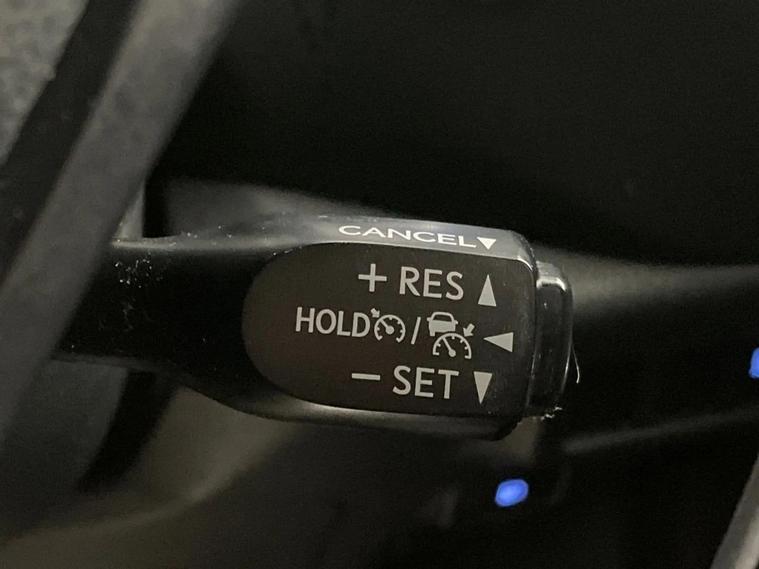 CANCEL▼
+ RES ▲
HOLD / ◀
− SET ▼